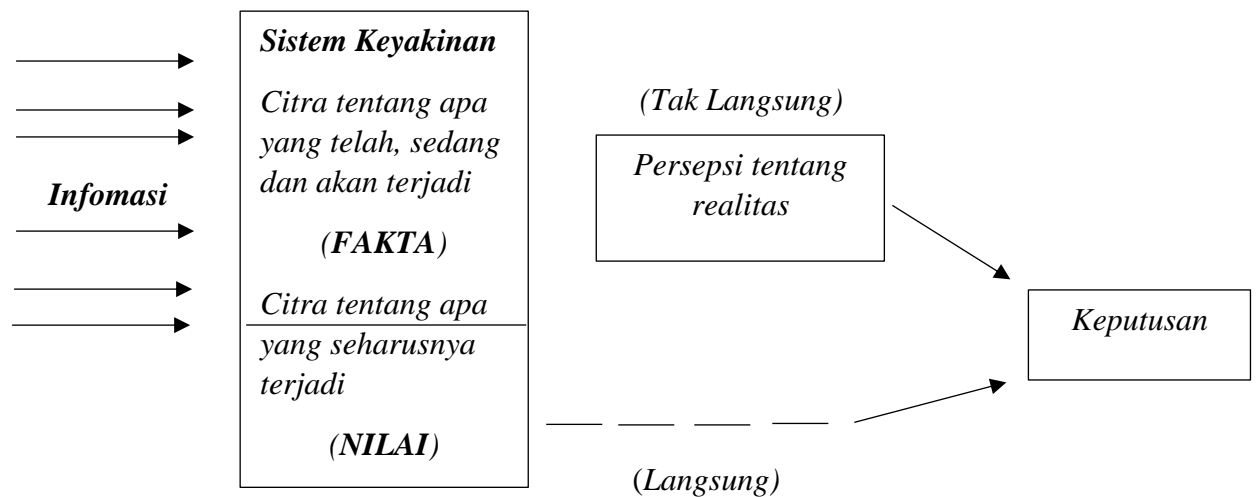 Sistem Keyakinan
Citra tentang apa
yang telah, sedang
dan akan terjadi
(FAKTA)
Citra tentang apa
yang seharusnya
terjadi
(NILAI)
Infomasi
(Tak Langsung)
Persepsi tentang
realitas
Keputusan
(Langsung)